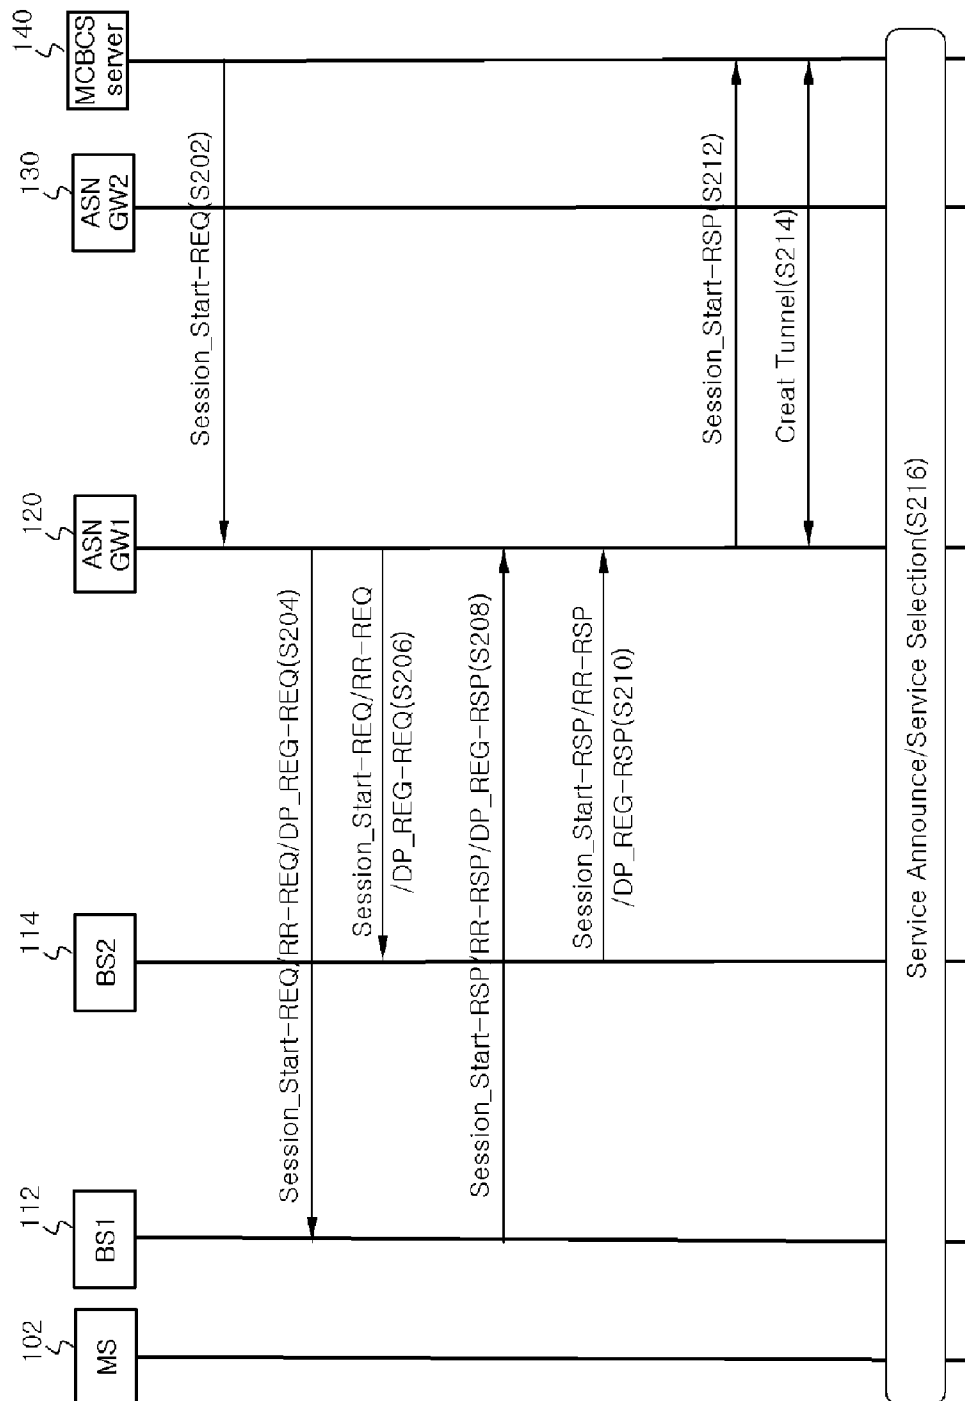 102
MS
112
BS1
114
BS2
120
ASN
GW1
130
ASN
GW2
140
MCBCS
server
Session_Start-REQ(S202)
Session_Start-REQ/RR-REQ/DP_REG-REQ(S204)
Session_Start-REQ/RR-REQ
/DP_REG-REQ(S206)
Session_Start-RSP/RR-RSP/DP_REG-RSP(S208)
Session_Start-RSP/RR-RSP
/DP_REG-RSP(S210)
Session_Start-RSP(S212)
Creat Tunnel(S214)
Service Announce/Service Selection(S216)